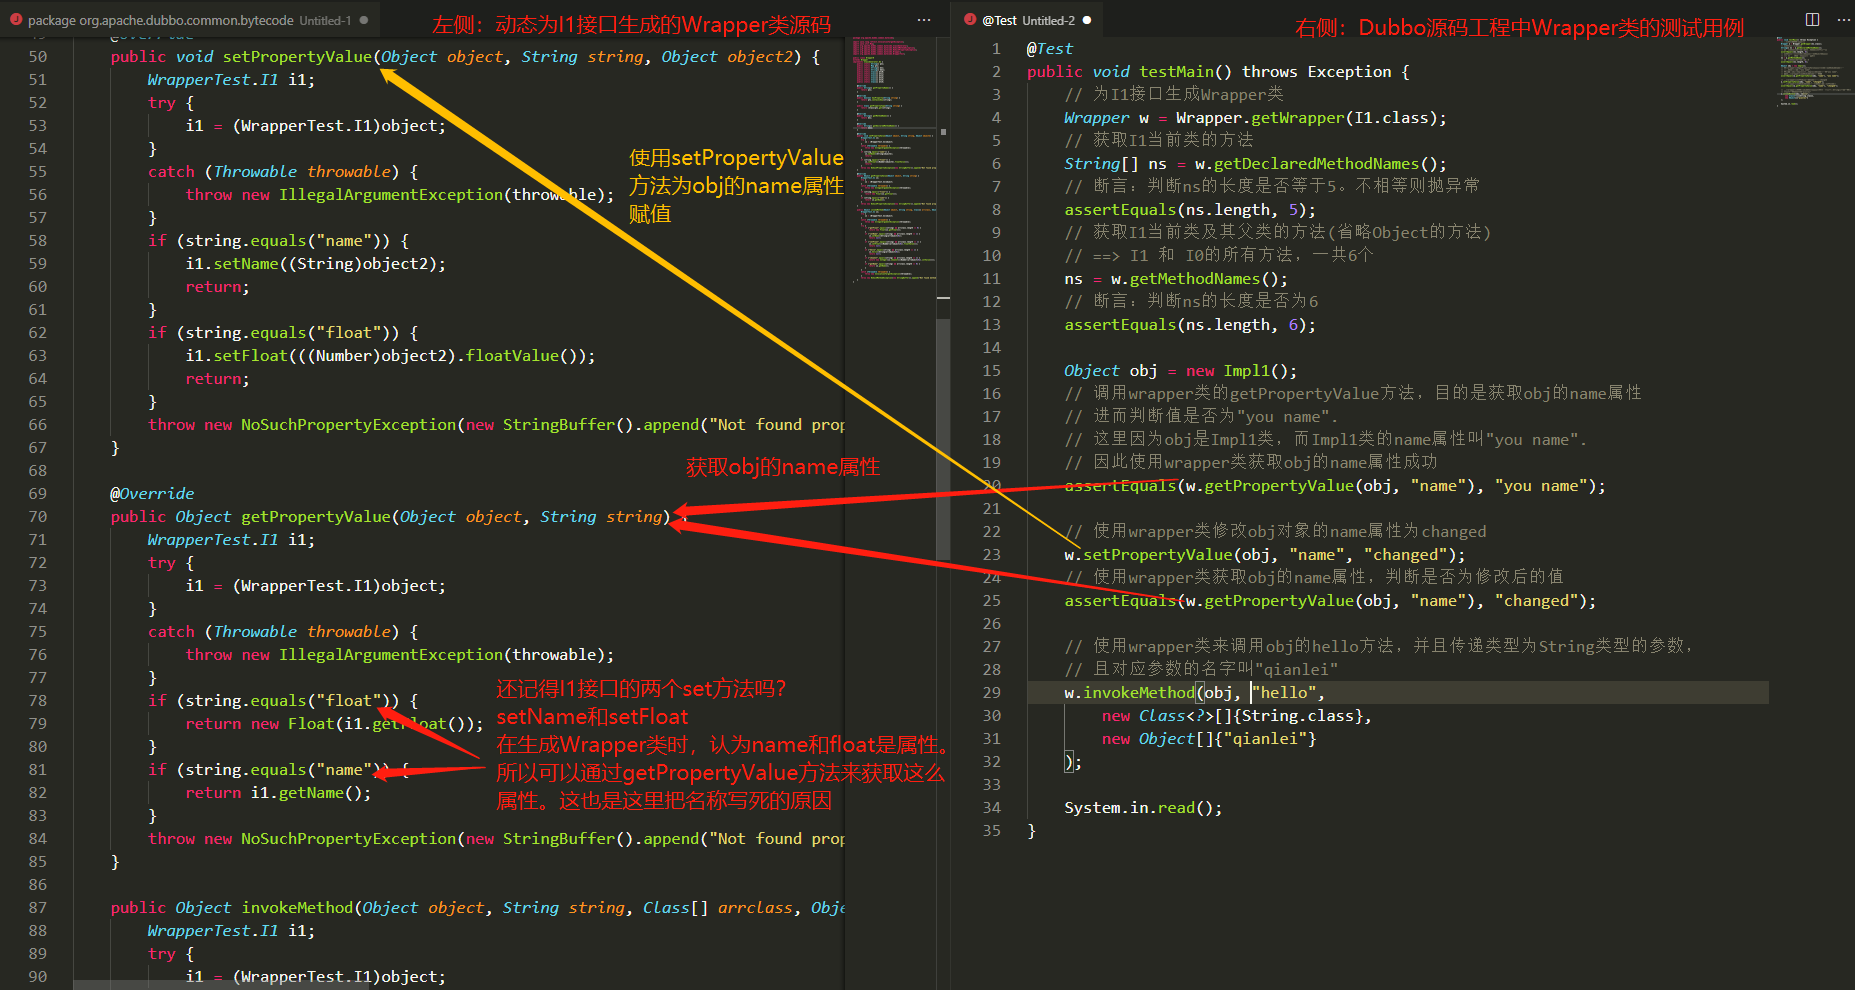 package org.apache.dubbo.common.bytecode Untitled-1
左侧：动态为I1接口生成的Wrapper类源码
@Override
50 public void setPropertyValue(Object object, String string, Object object2) {
51 WrapperTest.I1 i1;
52 try {
53 i1 = (WrapperTest.I1)object;
54 }
55 catch (Throwable throwable) {
56 throw new IllegalArgumentException(throwable);
57 }
58 if (string.equals("name")) {
59 i1.setName((String)object2);
60 return;
61 }
62 if (string.equals("float")) {
63 i1.setFloat(((Number)object2).floatValue());
64 return;
65 }
66 throw new NoSuchPropertyException(new StringBuffer().append("Not found prop
67 }
68
69 @Override
70 public Object getPropertyValue(Object object, String string) {
71 WrapperTest.I1 i1;
72 try {
73 i1 = (WrapperTest.I1)object;
74 }
75 catch (Throwable throwable) {
76 throw new IllegalArgumentException(throwable);
77 }
78 if (string.equals("float")) {
79 return new Float(i1.getFloat());
80 }
81 if (string.equals("name")) {
82 return i1.getName();
83 }
84 throw new NoSuchPropertyException(new StringBuffer().append("Not found prop
85 }
86
87 public Object invokeMethod(Object object, String string, Class[] arrclass, Obje
88 WrapperTest.I1 i1;
89 try {
90 i1 = (WrapperTest.I1)object;
使用setPropertyValue
方法为obj的name属性
赋值
获取obj的name属性
还记得I1接口的两个set方法吗？
setName和setFloat
在生成Wrapper类时，认为name和float是属性。
所以可以通过getPropertyValue方法来获取这么
属性。这也是这里把名称写死的原因
@Test Untitled-2
右侧：Dubbo源码工程中Wrapper类的测试用例
1 @Test
2 public void testMain() throws Exception {
3 // 为I1接口生成Wrapper类
4 Wrapper w = Wrapper.getWrapper(I1.class);
5 // 获取I1当前类的方法
6 String[] ns = w.getDeclaredMethodNames();
7 // 断言：判断ns的长度是否等于5。不相等则抛异常
8 assertEquals(ns.length, 5);
9 // 获取I1当前类及其父类的方法(省略Object的方法)
10 // ==> I1 和 I0的所有方法，一共6个
11 ns = w.getMethodNames();
12 // 断言：判断ns的长度是否为6
13 assertEquals(ns.length, 6);
14
15 Object obj = new Impl1();
16 // 调用wrapper类的getPropertyValue方法，目的是获取obj的name属性
17 // 进而判断值是否为"you name".
18 // 这里因为obj是Impl1类，而Impl1类的name属性叫"you name".
19 // 因此使用wrapper类获取obj的name属性成功
20 assertEquals(w.getPropertyValue(obj, "name"), "you name");
21
22 // 使用wrapper类修改obj对象的name属性为changed
23 w.setPropertyValue(obj, "name", "changed");
24 // 使用wrapper类获取obj的name属性，判断是否为修改后的值
25 assertEquals(w.getPropertyValue(obj, "name"), "changed");
26
27 // 使用wrapper类来调用obj的hello方法，并且传递类型为String类型的参数，
28 // 且对应参数的名字叫"qianlei"
29 w.invokeMethod(obj, "hello",
30 new Class<?>[]{String.class},
31 new Object[]{"qianlei"}
32 );
33
34 System.in.read();
35 }